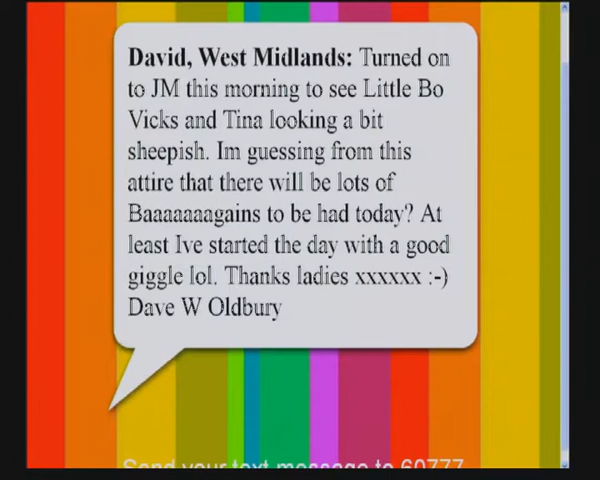 David, West Midlands: Turned on
to JM this morning to see Little Bo
Vicks and Tina looking a bit
sheepish. Im guessing from this
attire that there will be lots of
Baaaaaaagains to be had today? At
least Ive started the day with a good
giggle lol. Thanks ladies xxxxxx :-)
Dave W Oldbury
Send your text message to 60777